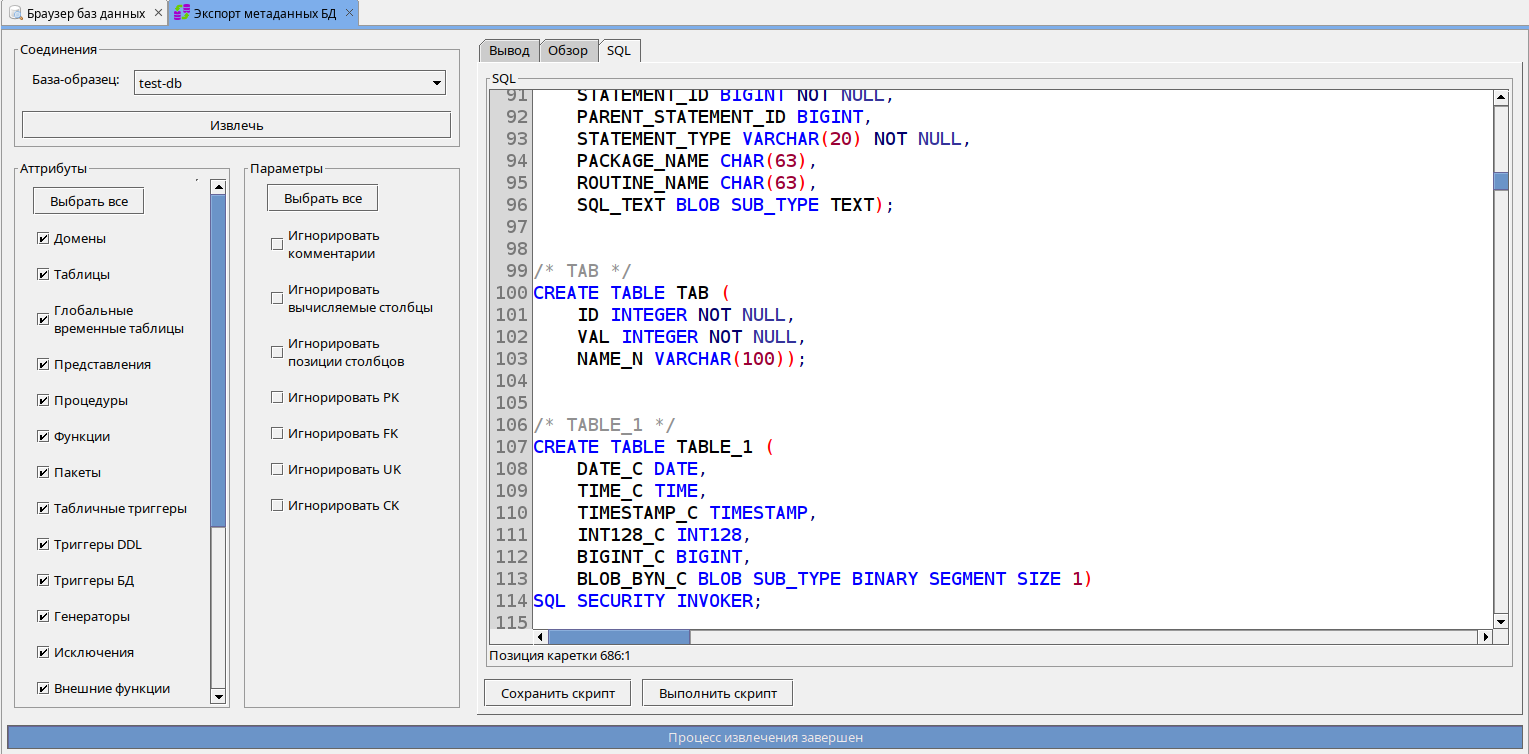 Браузер баз данных
Экспорт метаданных БД
Соединения
База-образец:
test-db
Извлечь
Аттрибуты
Выбрать все
Домены
Таблицы
Глобальные
временные таблицы
Представления
Процедуры
Функции
Пакеты
Табличные триггеры
Триггеры DDL
Триггеры БД
Генераторы
Исключения
Внешние функции
Параметры
Выбрать все
Игнорировать
комментарии
Игнорировать
вычисляемые столбцы
Игнорировать
позиции столбцов
Игнорировать PK
Игнорировать FK
Игнорировать UK
Игнорировать CK
Вывод
Обзор
SQL
SQL
91 STATEMENT_ID BIGINT NOT NULL,
92 PARENT_STATEMENT_ID BIGINT,
93 STATEMENT_TYPE VARCHAR(20) NOT NULL,
94 PACKAGE_NAME CHAR(63),
95 ROUTINE_NAME CHAR(63),
96 SQL_TEXT BLOB SUB_TYPE TEXT);
97
98
99 /* TAB */
100 CREATE TABLE TAB (
101 ID INTEGER NOT NULL,
102 VAL INTEGER NOT NULL,
103 NAME_N VARCHAR(100));
104
105
106 /* TABLE_1 */
107 CREATE TABLE TABLE_1 (
108 DATE_C DATE,
109 TIME_C TIME,
110 TIMESTAMP_C TIMESTAMP,
111 INT128_C INT128,
112 BIGINT_C BIGINT,
113 BLOB_BYN_C BLOB SUB_TYPE BINARY SEGMENT SIZE 1)
114 SQL SECURITY INVOKER;
115
Позиция каретки 686:1
Сохранить скрипт
Выполнить скрипт
Процесс извлечения завершен